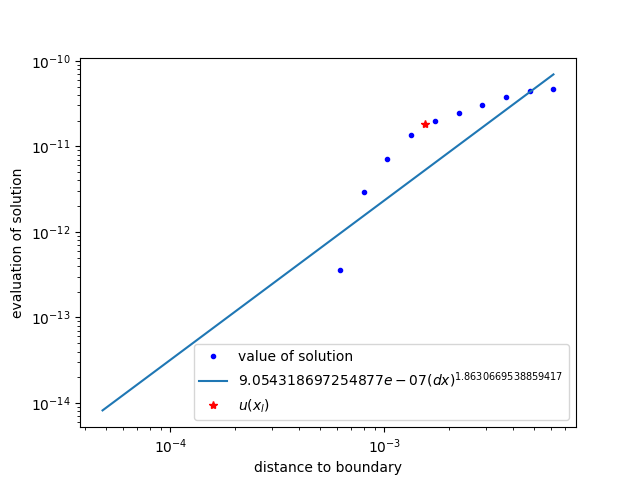 10⁻¹⁰
10⁻¹¹
10⁻¹²
10⁻¹³
10⁻¹⁴
evaluation of solution
value of solution
9.054318697254877e − 07(dx)^1.8630669538859417
u(x_l)
10⁻⁴ 10⁻³
distance to boundary